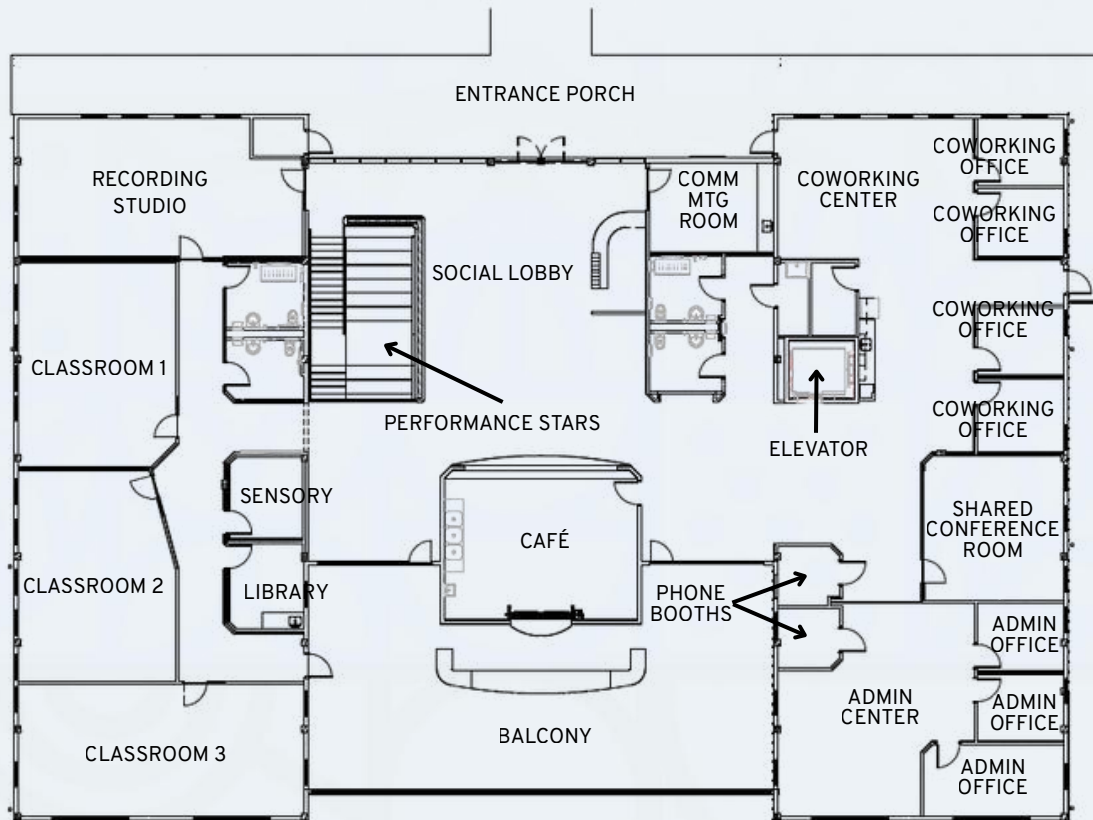 ENTRANCE PORCH
RECORDING
STUDIO
COMM
MTG
ROOM
COWORKING
CENTER
COWORKING
OFFICE
COWORKING
OFFICE
SOCIAL LOBBY
COWORKING
OFFICE
CLASSROOM 1
COWORKING
OFFICE
PERFORMANCE STARS
ELEVATOR
SENSORY
CAFÉ
SHARED
CONFERENCE
ROOM
CLASSROOM 2
LIBRARY
PHONE
BOOTHS
ADMIN
OFFICE
ADMIN
CENTER
ADMIN
OFFICE
BALCONY
CLASSROOM 3
ADMIN
OFFICE